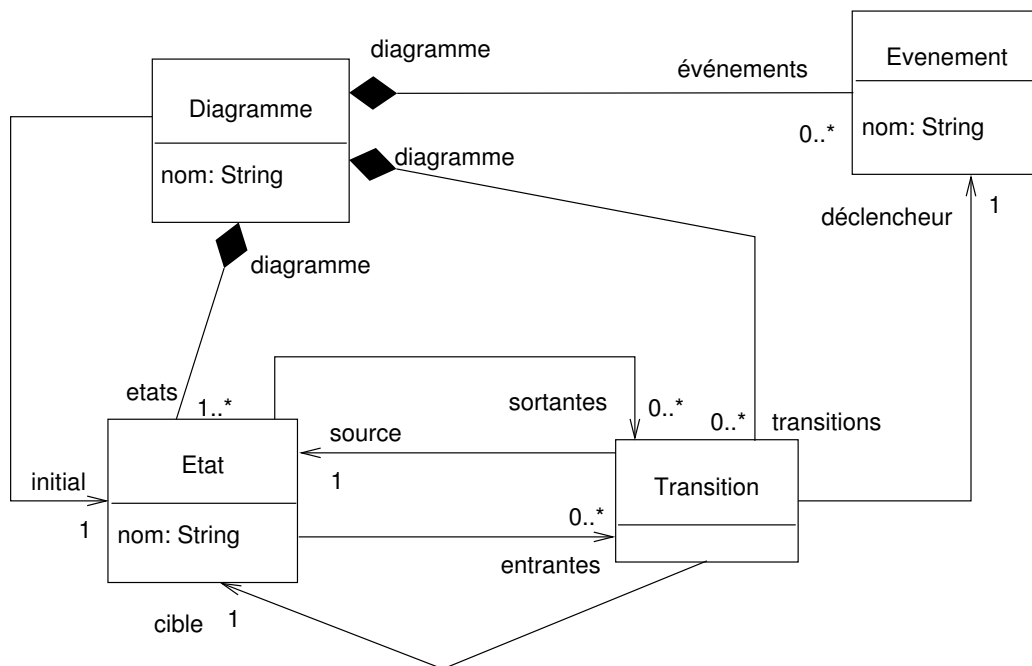 diagramme
Evenement
événements
Diagramme
0..*
nom: String
diagramme
nom: String
déclencheur
1
diagramme
etats
1..*
sortantes
0..*
0..*
transitions
source
Etat
1
Transition
initial
1
nom: String
0..*
entrantes
cible
1